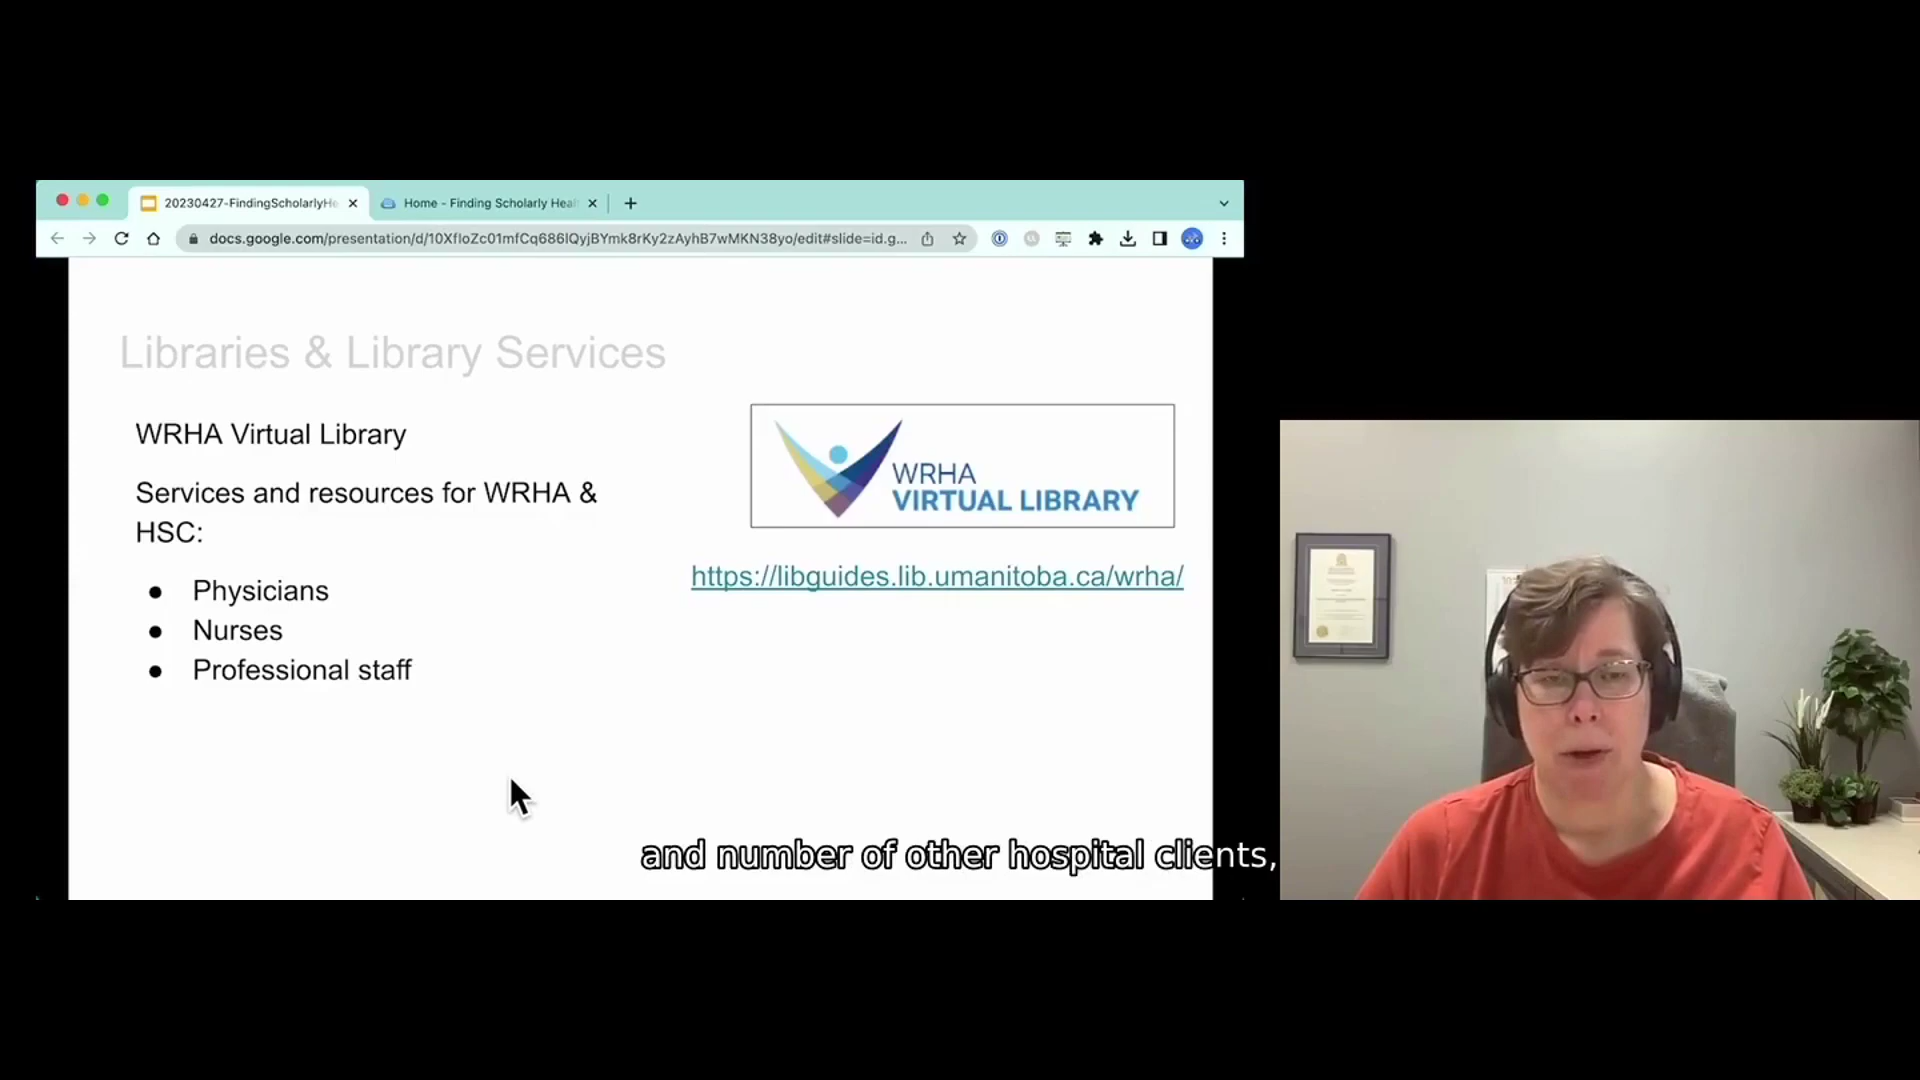 20230427-FindingScholarlyHe
Home - Finding Scholarly Heal
docs.google.com/presentation/d/10XfIoZc01mfCq686lQyjBYmk8rKy2zAyhB7wMKN38yo/edit#slide=id.g...
Libraries & Library Services
WRHA Virtual Library
Services and resources for WRHA &
HSC:
● Physicians
● Nurses
● Professional staff
WRHA
VIRTUAL LIBRARY
https://libguides.lib.umanitoba.ca/wrha/
and number of other hospital clients,